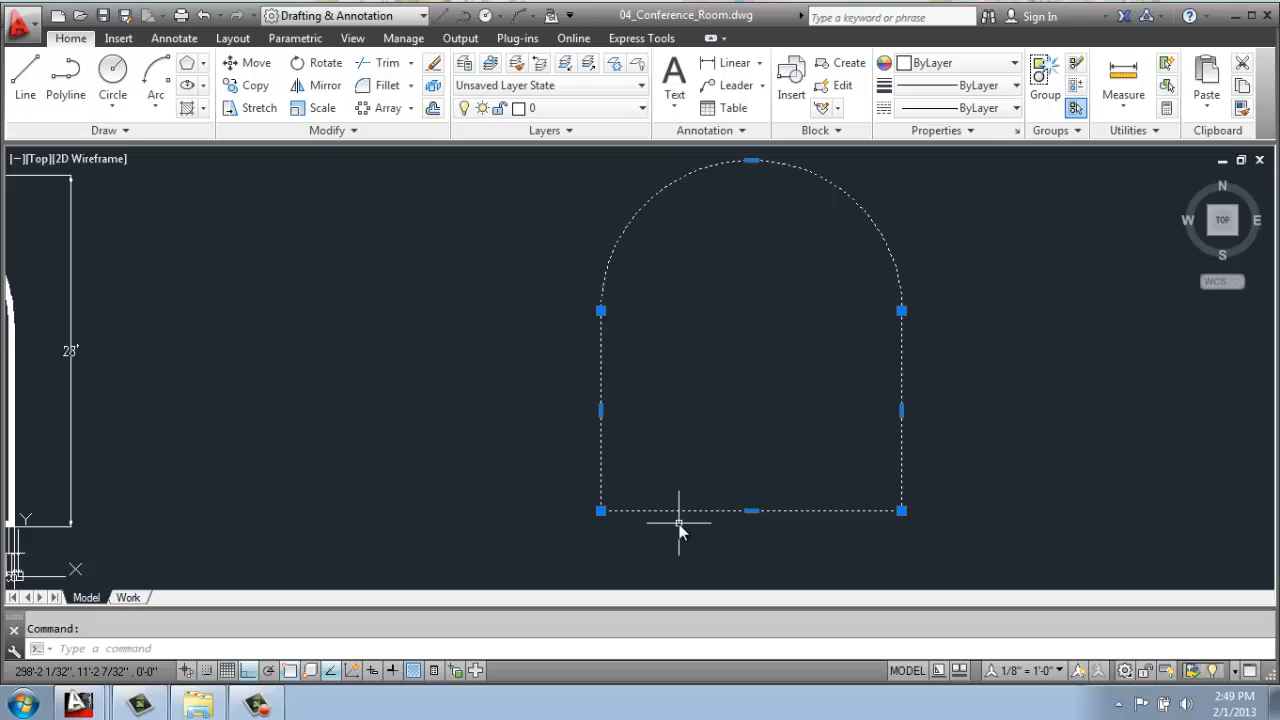 Drafting & Annotation
04_Conference_Room.dwg
Type a keyword or phrase
Sign In
Home
Insert
Annotate
Layout
Parametric
View
Manage
Output
Plug-ins
Online
Express Tools
Line
Polyline
Circle
Arc
Draw
Move
Rotate
Trim
Copy
Mirror
Fillet
Stretch
Scale
Array
Modify
Unsaved Layer State
0
Layers
Text
Linear
Leader
Table
Annotation
Insert
Create
Edit
Block
ByLayer
ByLayer
ByLayer
Properties
Group
Groups
Measure
Utilities
Paste
Clipboard
[−][Top][2D Wireframe]
N
W
TOP
E
S
WCS
Y
X
Model
Work
Command:
Type a command
298'-2 1/32", 11'-2 7/32", 0'-0"
MODEL
1/8" = 1'-0"
2:49 PM
2/1/2013